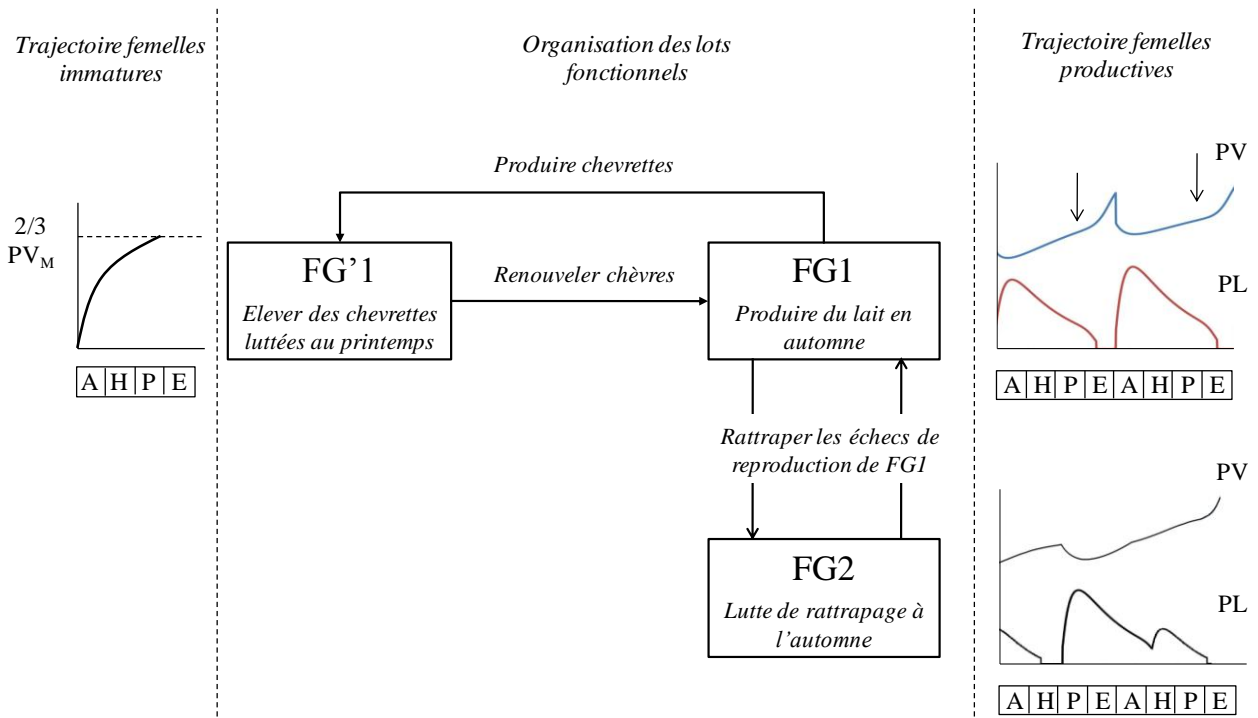 Trajectoire femelles
immatures
2/3
PVM
A H P E
Organisation des lots
fonctionnels
Produire chevrettes
FG’1
Elever des chevrettes
luttées au printemps
Renouveler chèvres
FG1
Produire du lait en
automne
Rattraper les échecs de
reproduction de FG1
FG2
Lutte de rattrapage à
l’automne
Trajectoire femelles
productives
PV
PL
A H P E A H P E
PV
PL
A H P E A H P E